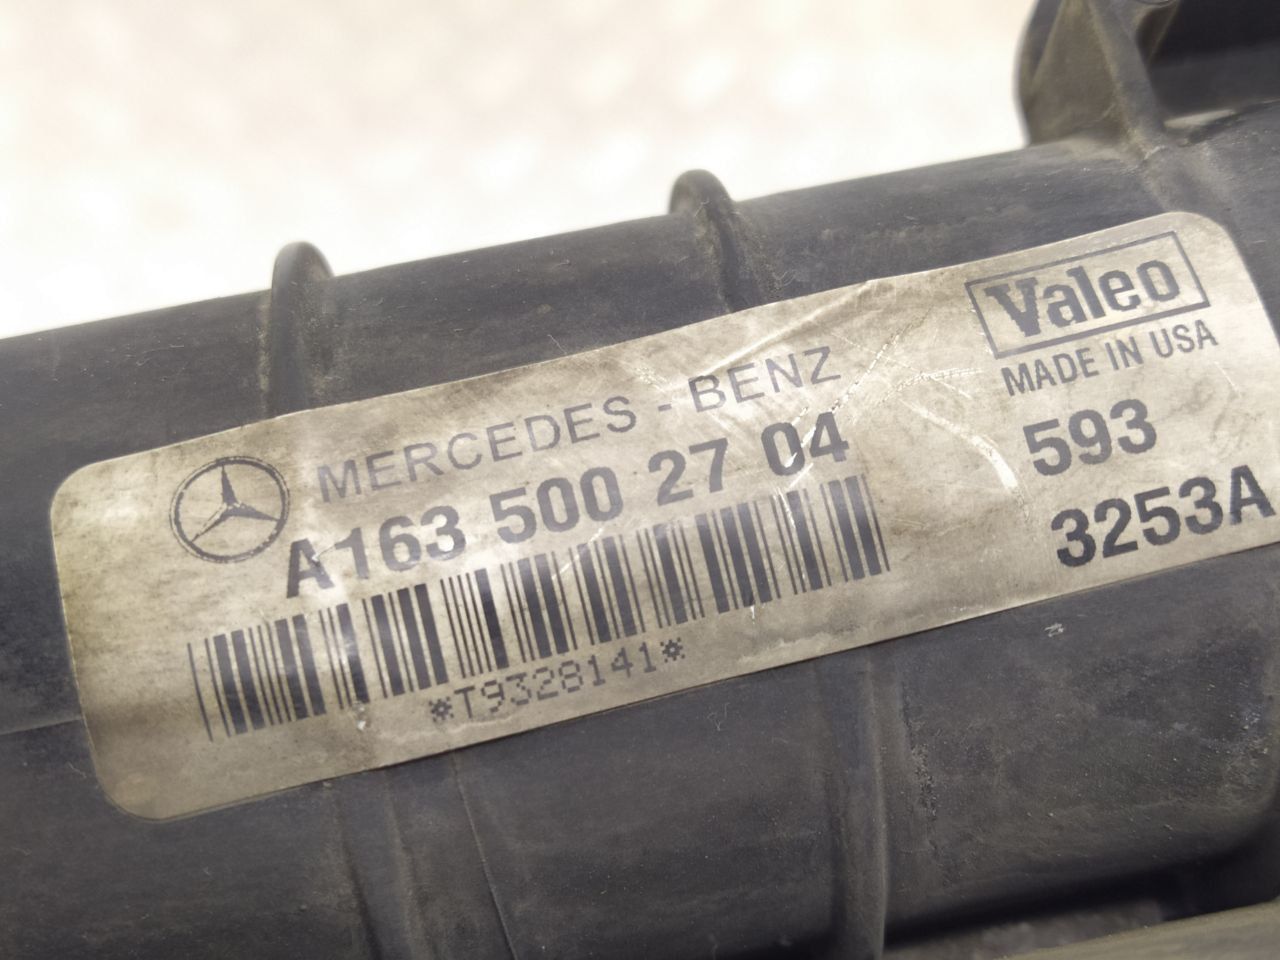 MERCEDES - BENZ
A163 500 27 04
*T9328141*
Valeo
MADE IN USA
593
3253A